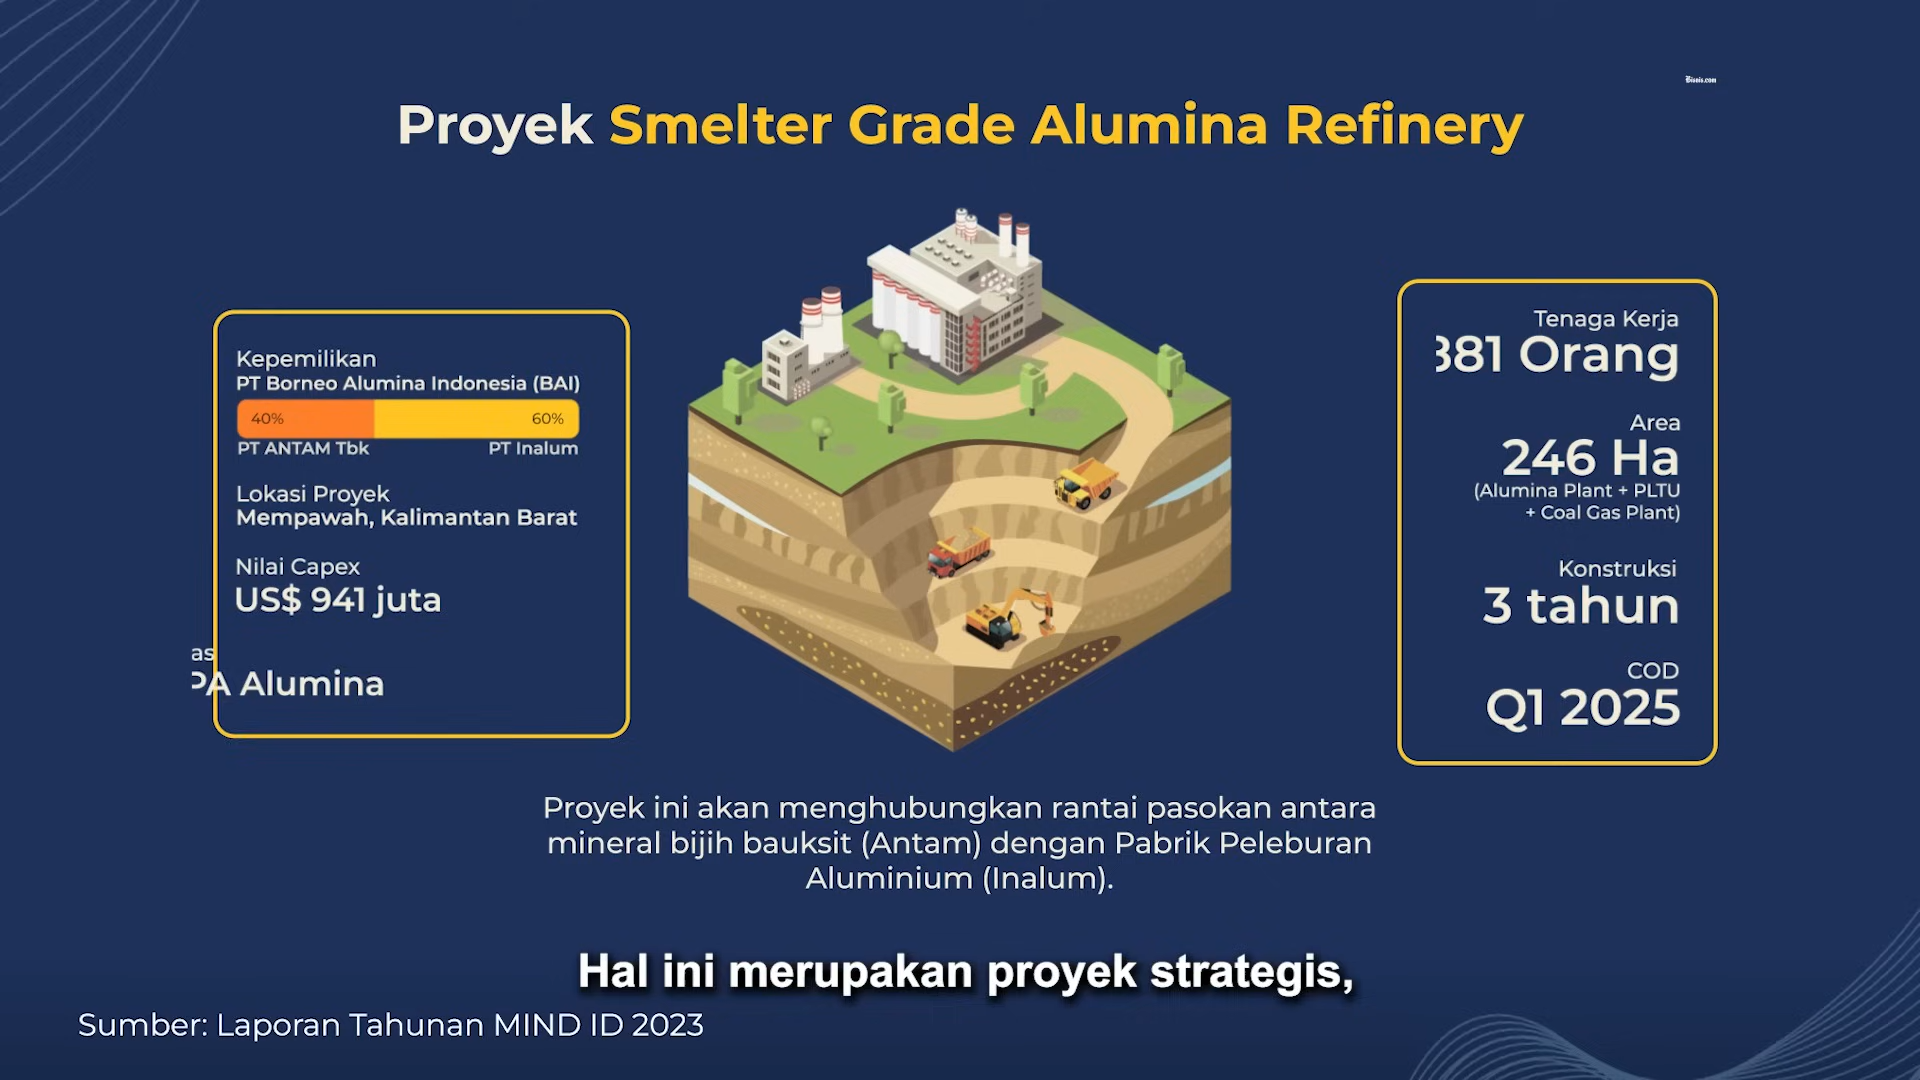 Bisnis.com
Proyek Smelter Grade Alumina Refinery
Kepemilikan
PT Borneo Alumina Indonesia (BAI)
40% 60%
PT ANTAM Tbk PT Inalum
Lokasi Proyek
Mempawah, Kalimantan Barat
Nilai Capex
US$ 941 juta
Alumina
Tenaga Kerja
Orang
Area
246 Ha
(Alumina Plant + PLTU
+ Coal Gas Plant)
Konstruksi
3 tahun
COD
Q1 2025
Proyek ini akan menghubungkan rantai pasokan antara
mineral bijih bauksit (Antam) dengan Pabrik Peleburan
Aluminium (Inalum).
Hal ini merupakan proyek strategis,
Sumber: Laporan Tahunan MIND ID 2023